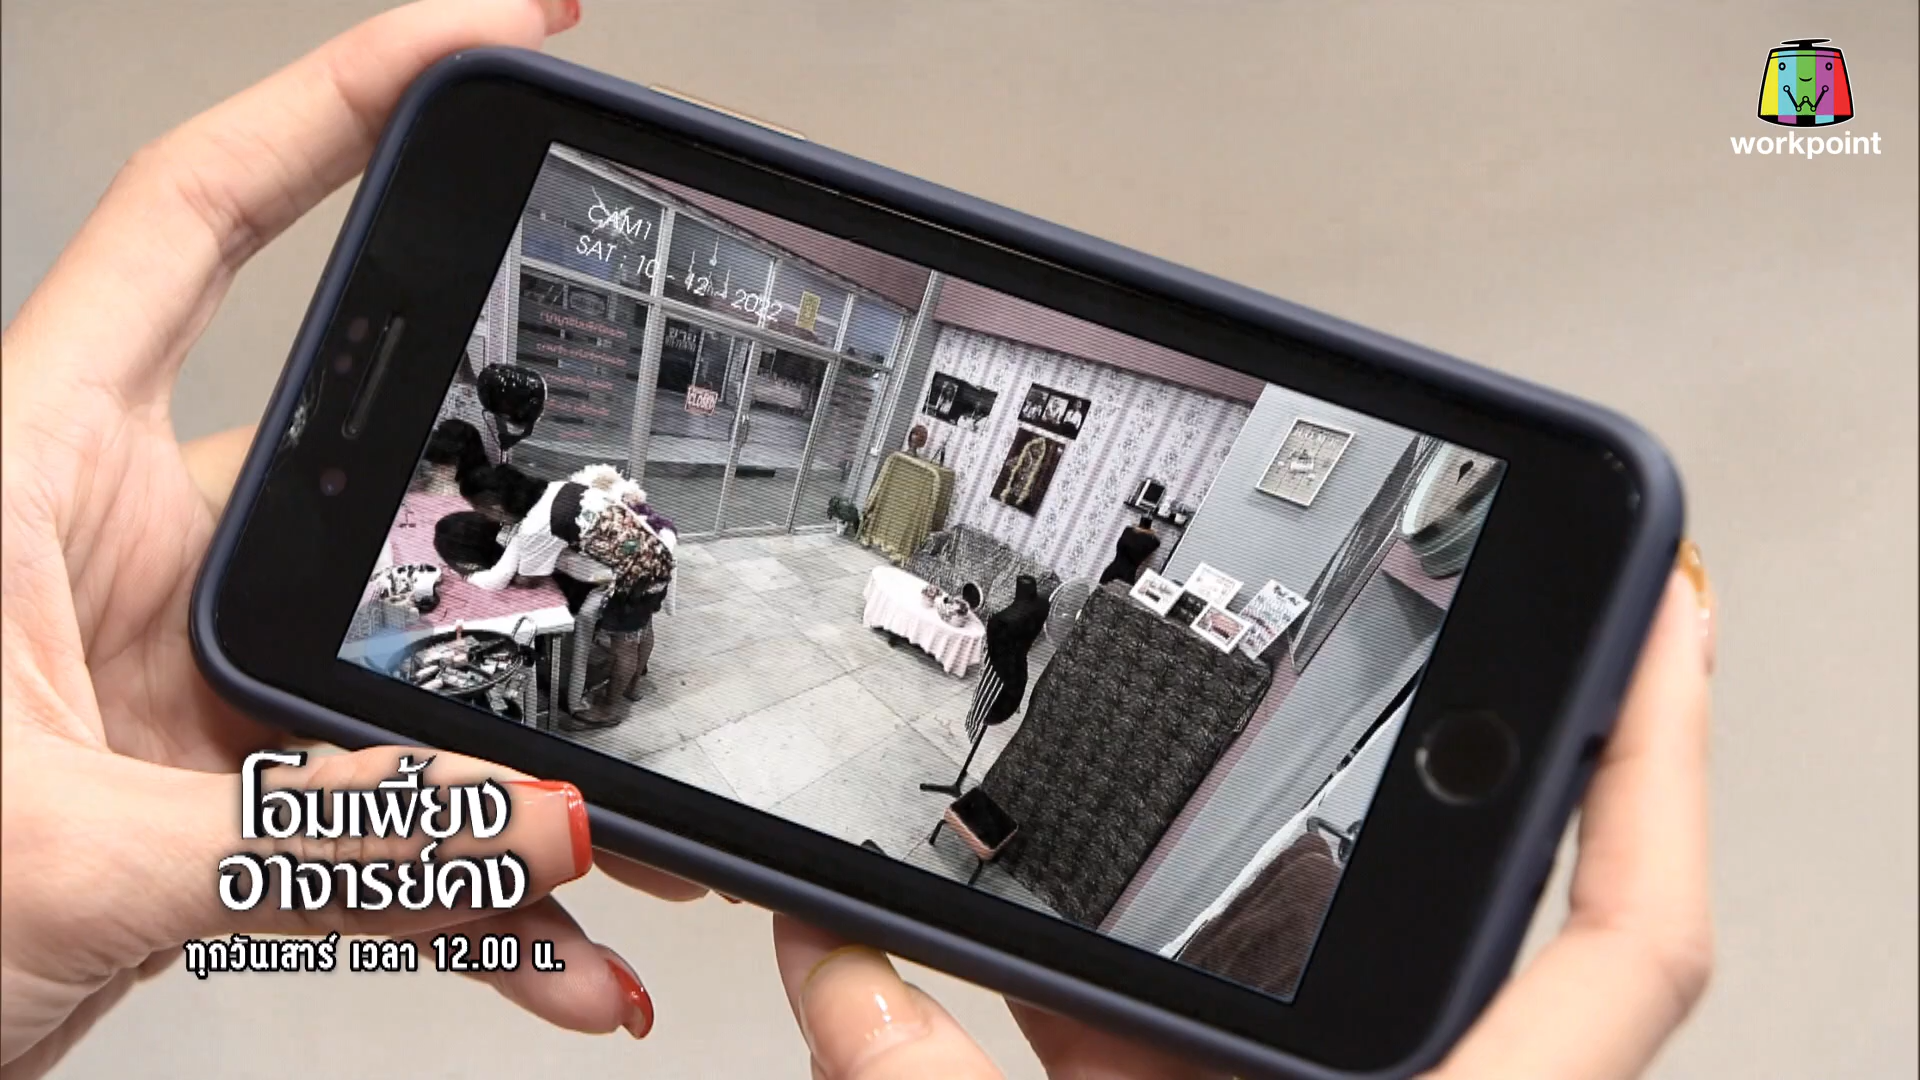 workpoint
CAM1
SAT : 10 - 12 - 2022
CLOSED
HOME
โอมเพี้ยง
อาจารย์คง
ทุกวันเสาร์ เวลา 12.00 น.